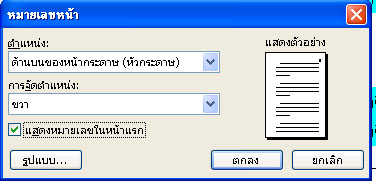 หมายเลขหน้า
ตำแหน่ง:
แสดงตัวอย่าง
ด้านบนของหน้ากระดาษ (หัวกระดาษ)
การจัดตำแหน่ง:
ขวา
แสดงหมายเลขในหน้าแรก
รูปแบบ...
ตกลง
ยกเลิก